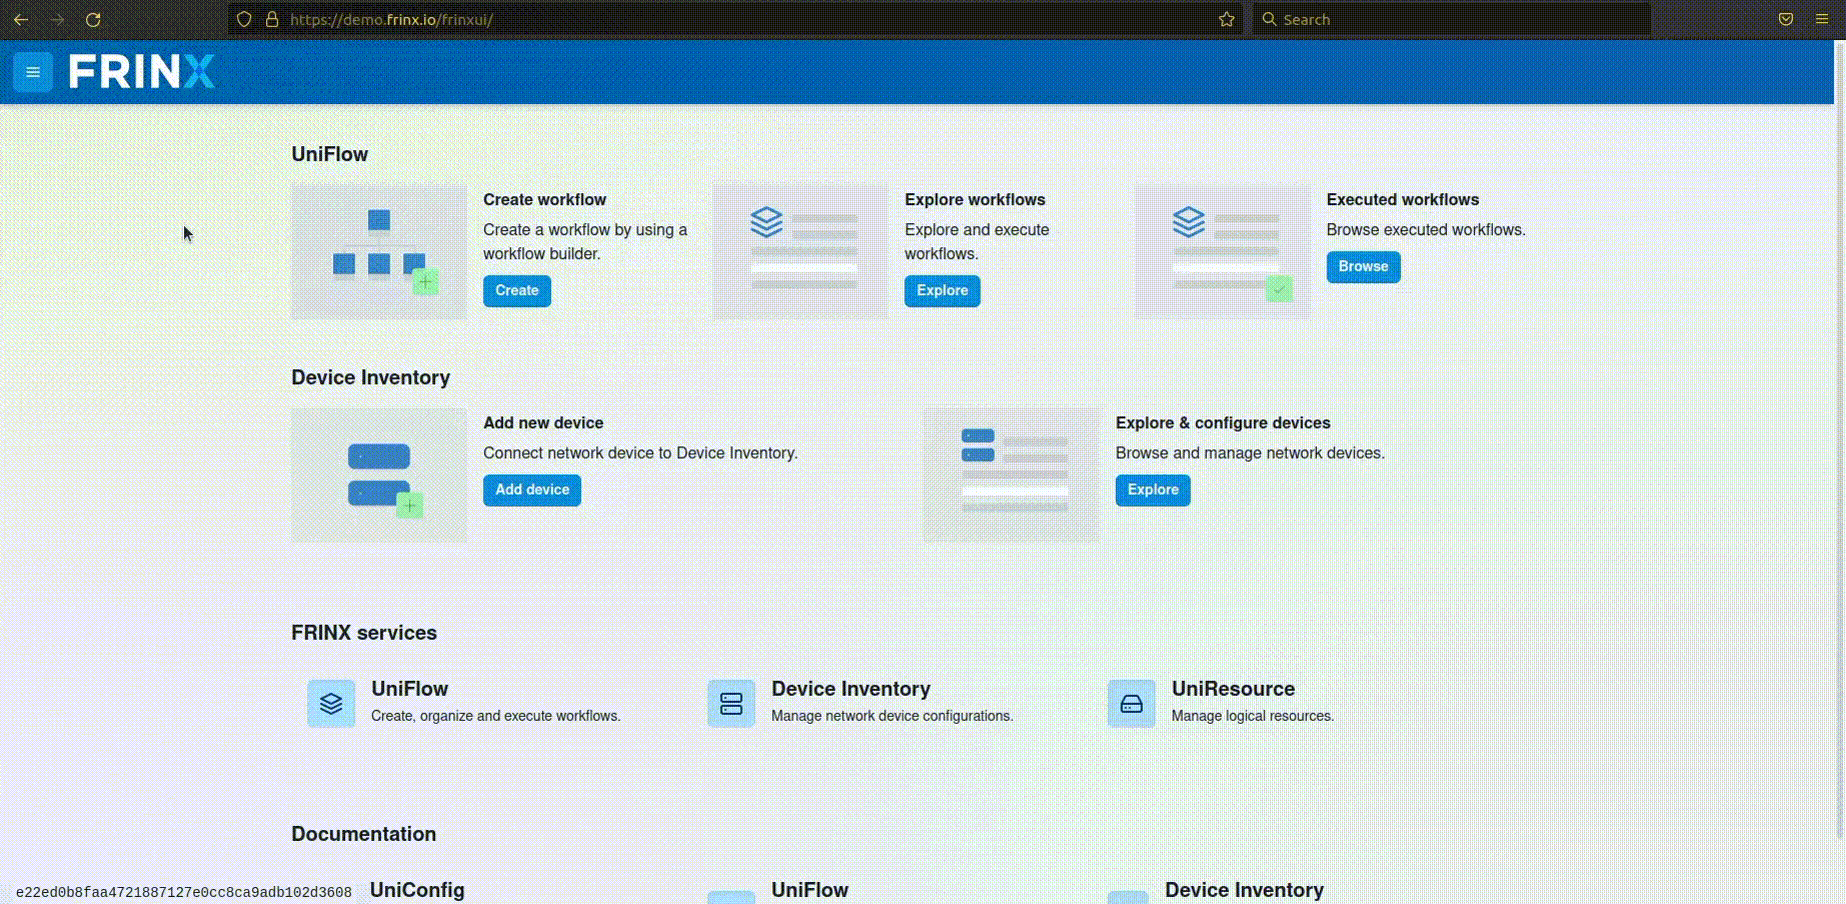 https://demo.frinx.io/frinxui/
Search
FRINX
UniFlow
Create workflow
Create a workflow by using a
workflow builder.
Create
Explore workflows
Explore and execute
workflows.
Explore
Executed workflows
Browse executed workflows.
Browse
Device Inventory
Add new device
Connect network device to Device Inventory.
Add device
Explore & configure devices
Browse and manage network devices.
Explore
FRINX services
UniFlow
Create, organize and execute workflows.
Device Inventory
Manage network device configurations.
UniResource
Manage logical resources.
Documentation
e22ed0b8faa4721887127e0cc8ca9adb102d3608
UniConfig
UniFlow
Device Inventory